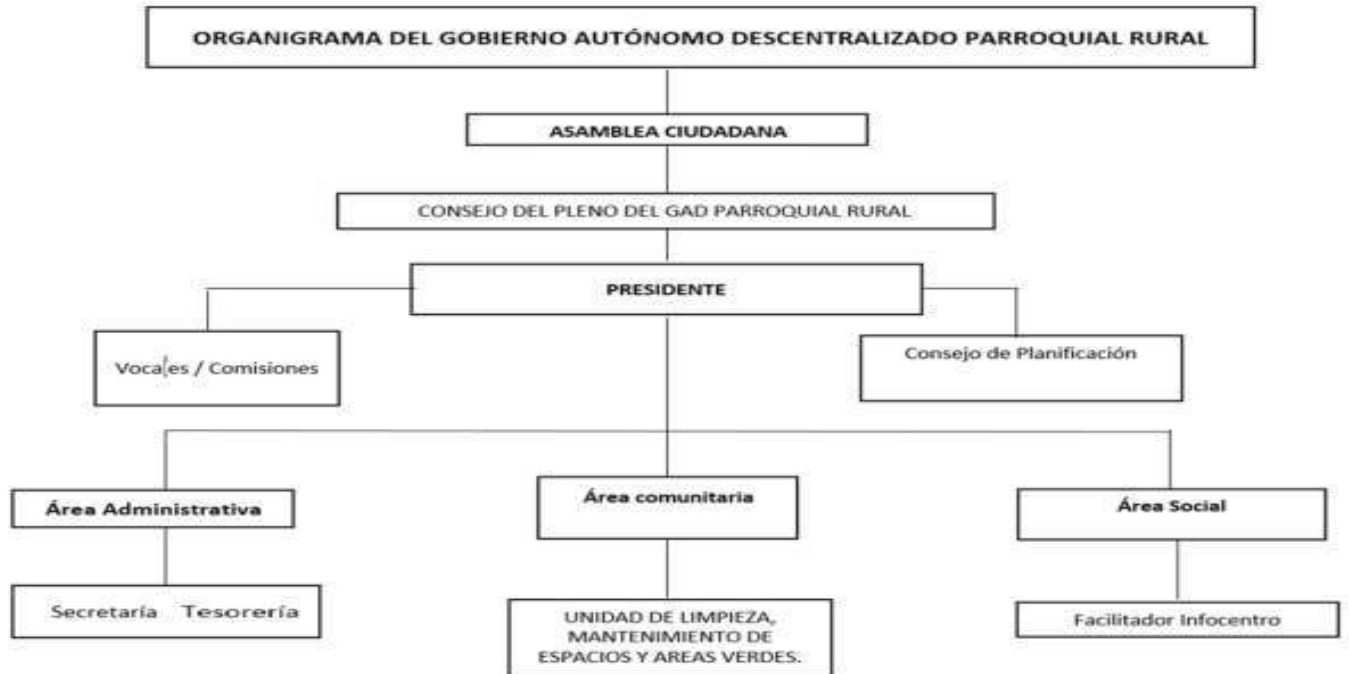 ORGANIGRAMA DEL GOBIERNO AUTÓNOMO DESCENTRALIZADO PARROQUIAL RURAL
ASAMBLEA CIUDADANA
CONSEJO DEL PLENO DEL GAD PARROQUIAL RURAL
PRESIDENTE
Vocales / Comisiones
Consejo de Planificación
Área Administrativa
Área comunitaria
Área Social
Secretaría Tesorería
UNIDAD DE LIMPIEZA,
MANTENIMIENTO DE
ESPACIOS Y AREAS VERDES.
Facilitador Infocentro